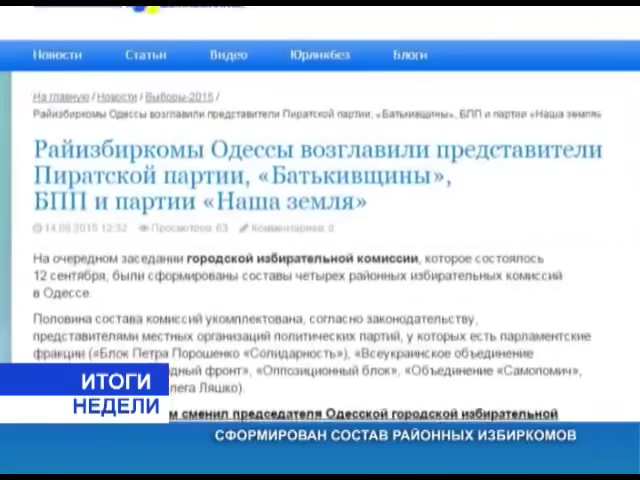 Новости Статьи Видео Юрликбез Блоги
На главную / Новости / Выборы-2015 /
Райизбиркомы Одессы возглавили представители Пиратской партии, «Батькивщины», БПП и партии «Наша земля»
Райизбиркомы Одессы возглавили представители
Пиратской партии, «Батькивщины»,
БПП и партии «Наша земля»
14.09.2015 12:32 Просмотров: 63 Комментариев: 0
На очередном заседании городской избирательной комиссии, которое состоялось
12 сентября, были сформированы составы четырех районных избирательных комиссий
в Одессе.
Половина состава комиссий укомплектована, согласно законодательству,
представителями местных организаций политических партий, у которых есть парламентские
фракции («Блок Петра Порошенко «Солидарность»), «Всеукраинское объединение
дный фронт», «Оппозиционный блок», «Объединение «Самопомич»,
лега Ляшко).
м сменил председателя Одесской городской избирательной
ИТОГИ
НЕДЕЛИ
СФОРМИРОВАН СОСТАВ РАЙОННЫХ ИЗБИРКОМОВ